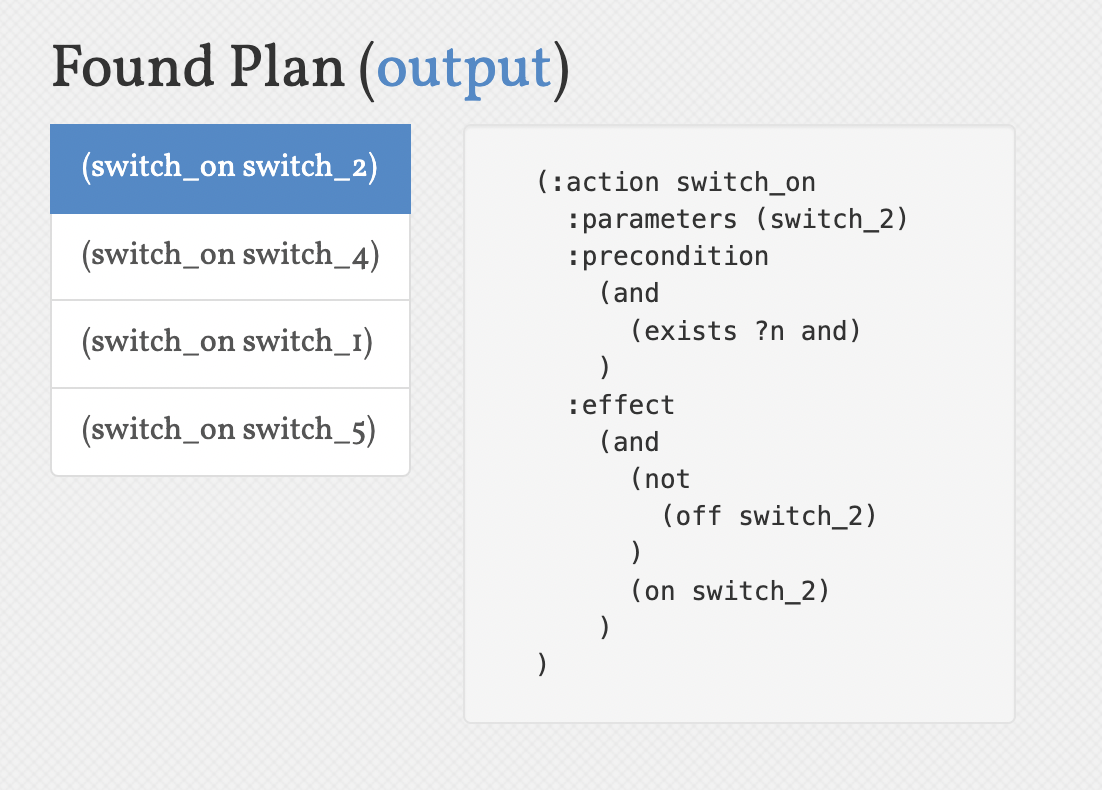 Found Plan (output)
(switch_on switch_2)
(switch_on switch_4)
(switch_on switch_1)
(switch_on switch_5)
(:action switch_on
  :parameters (switch_2)
  :precondition
    (and
      (exists ?n and)
    )
  :effect
    (and
      (not
        (off switch_2)
      )
      (on switch_2)
    )
)